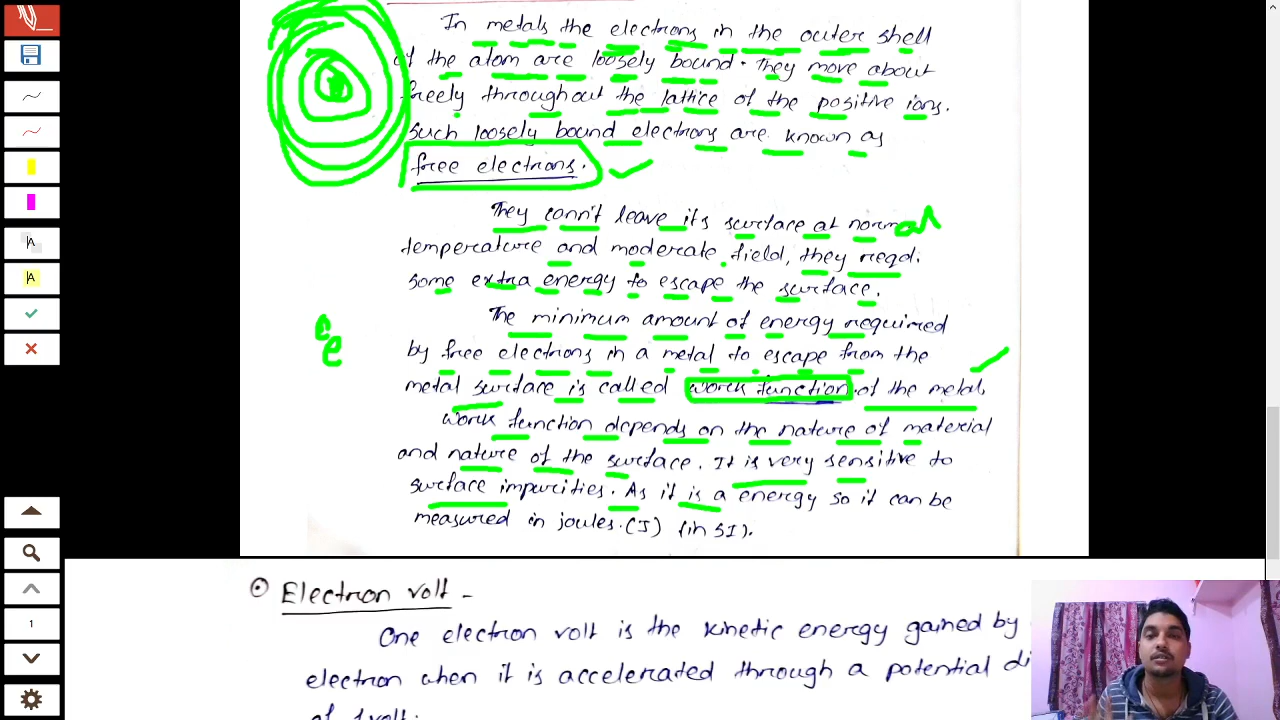 In metals the electrons in the outer shell
of the atom are loosely bound. They move about
freely throughout the lattice of the positive ions.
Such loosely bound electrons are known as
free electrons.
They conn't leave its surface at normal
temperature and moderate field, they reqd.
some extra energy to escape the surface.
The minimum amount of energy required
by free electrons in a metal to escape from the
metal surface is called work function of the metal.
work function depends on the nature of material
and nature of the surface. It is very sensitive to
surface impurities. As it is a energy so it can be
measured in joules. (J) (in SI).
Electron volt -
One electron volt is the kinetic energy gained by
electron when it is accelerated through a potential di
of 1 volt.
e
A
A
1